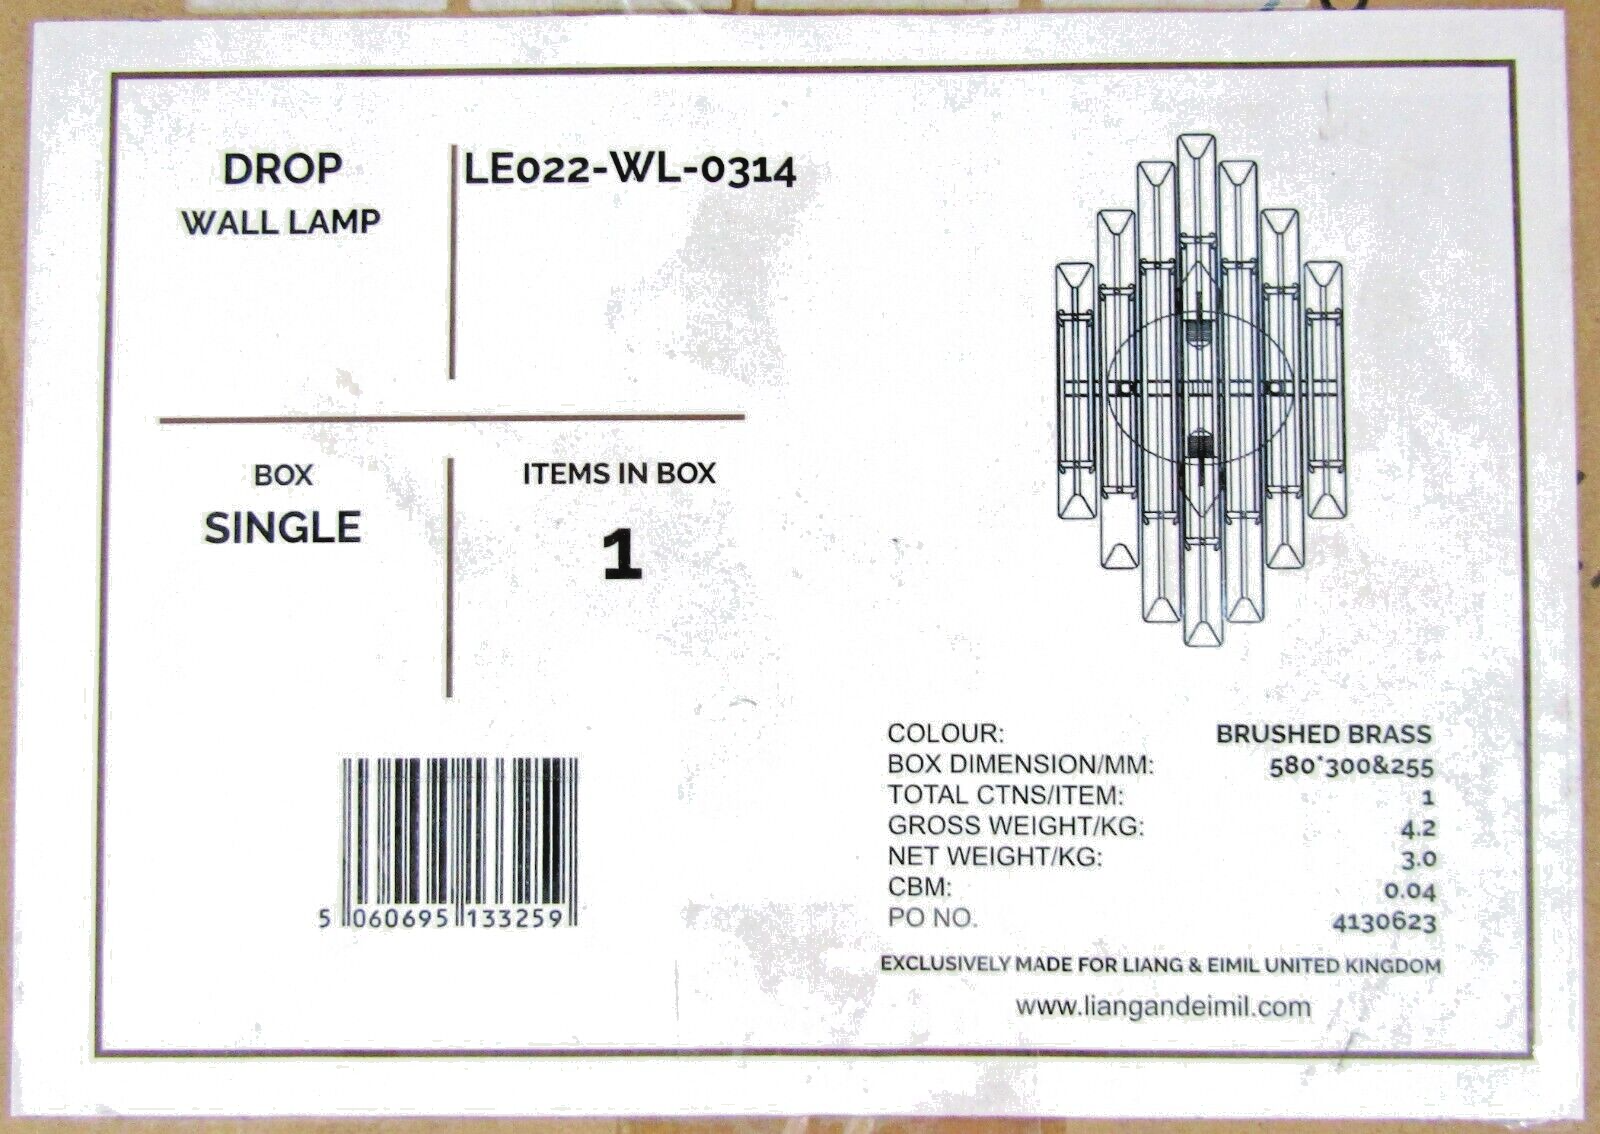 DROP
WALL LAMP
LE022-WL-0314
BOX
SINGLE
ITEMS IN BOX
1
5 060695 133259
COLOUR: BRUSHED BRASS
BOX DIMENSION/MM: 580*300&255
TOTAL CTNS/ITEM: 1
GROSS WEIGHT/KG: 4.2
NET WEIGHT/KG: 3.0
CBM: 0.04
PO NO. 4130623
EXCLUSIVELY MADE FOR LIANG & EIMIL UNITED KINGDOM
www.liangandeimil.com